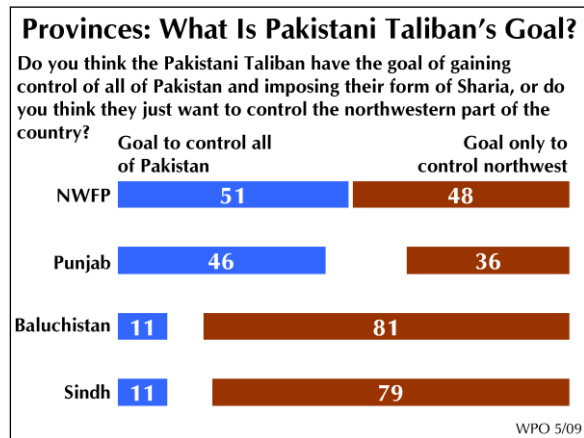 Provinces: What Is Pakistani Taliban's Goal?
Do you think the Pakistani Taliban have the goal of gaining
control of all of Pakistan and imposing their form of Sharia, or do
you think they just want to control the northwestern part of the
country?
Goal to control all
of Pakistan
Goal only to
control northwest
NWFP 51 48
Punjab 46 36
Baluchistan 11 81
Sindh 11 79
WPO 5/09